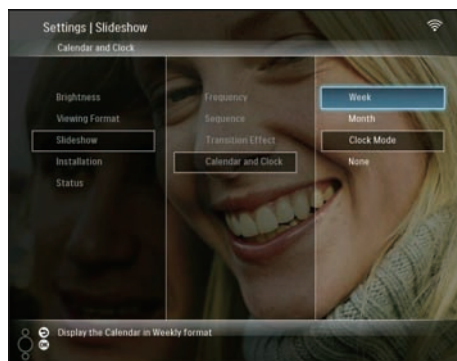 Settings | Slideshow
Calendar and Clock
Brightness
Viewing Format
Slideshow
Installation
Status
Frequency
Sequence
Transition Effect
Calendar and Clock
Week
Month
Clock Mode
None
Display the Calendar in Weekly format
OK